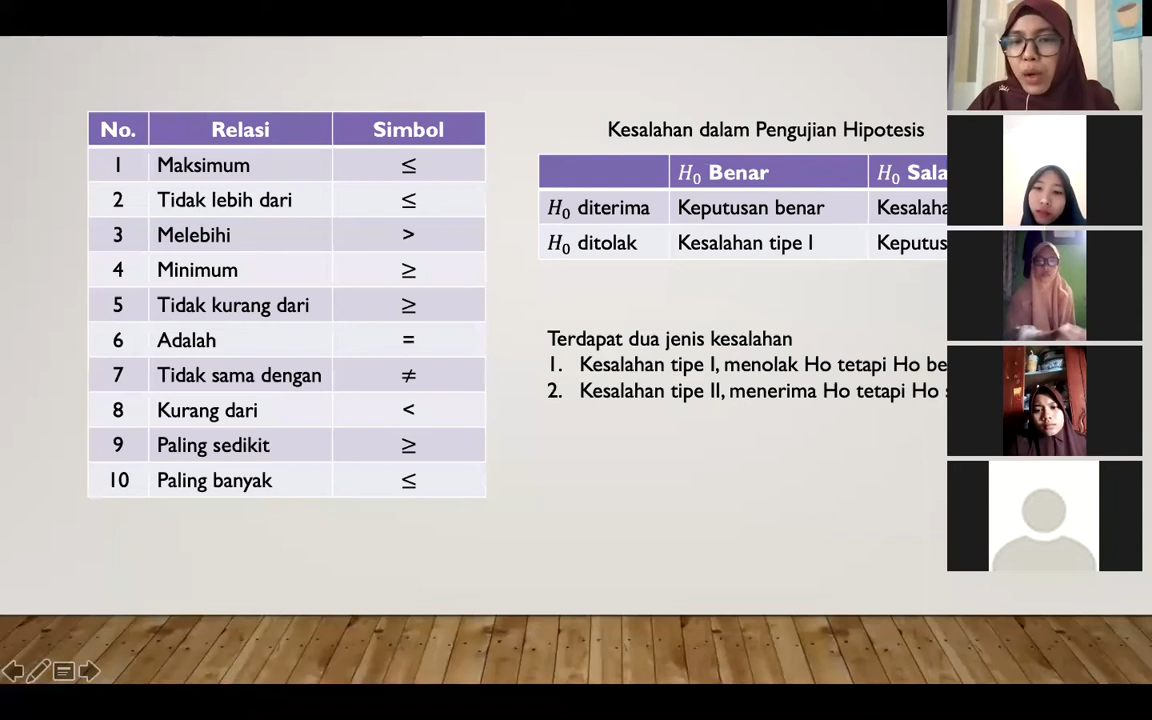 No. Relasi Simbol
1 Maksimum ≤
2 Tidak lebih dari ≤
3 Melebihi >
4 Minimum ≥
5 Tidak kurang dari ≥
6 Adalah =
7 Tidak sama dengan ≠
8 Kurang dari <
9 Paling sedikit ≥
10 Paling banyak ≤
Kesalahan dalam Pengujian Hipotesis
H₀ Benar H₀
H₀ diterima Keputusan benar
H₀ ditolak Kesalahan tipe I
Terdapat dua jenis kesalahan
1. Kesalahan tipe I, menolak Ho tetapi Ho
2. Kesalahan tipe II, menerima Ho tetapi Ho